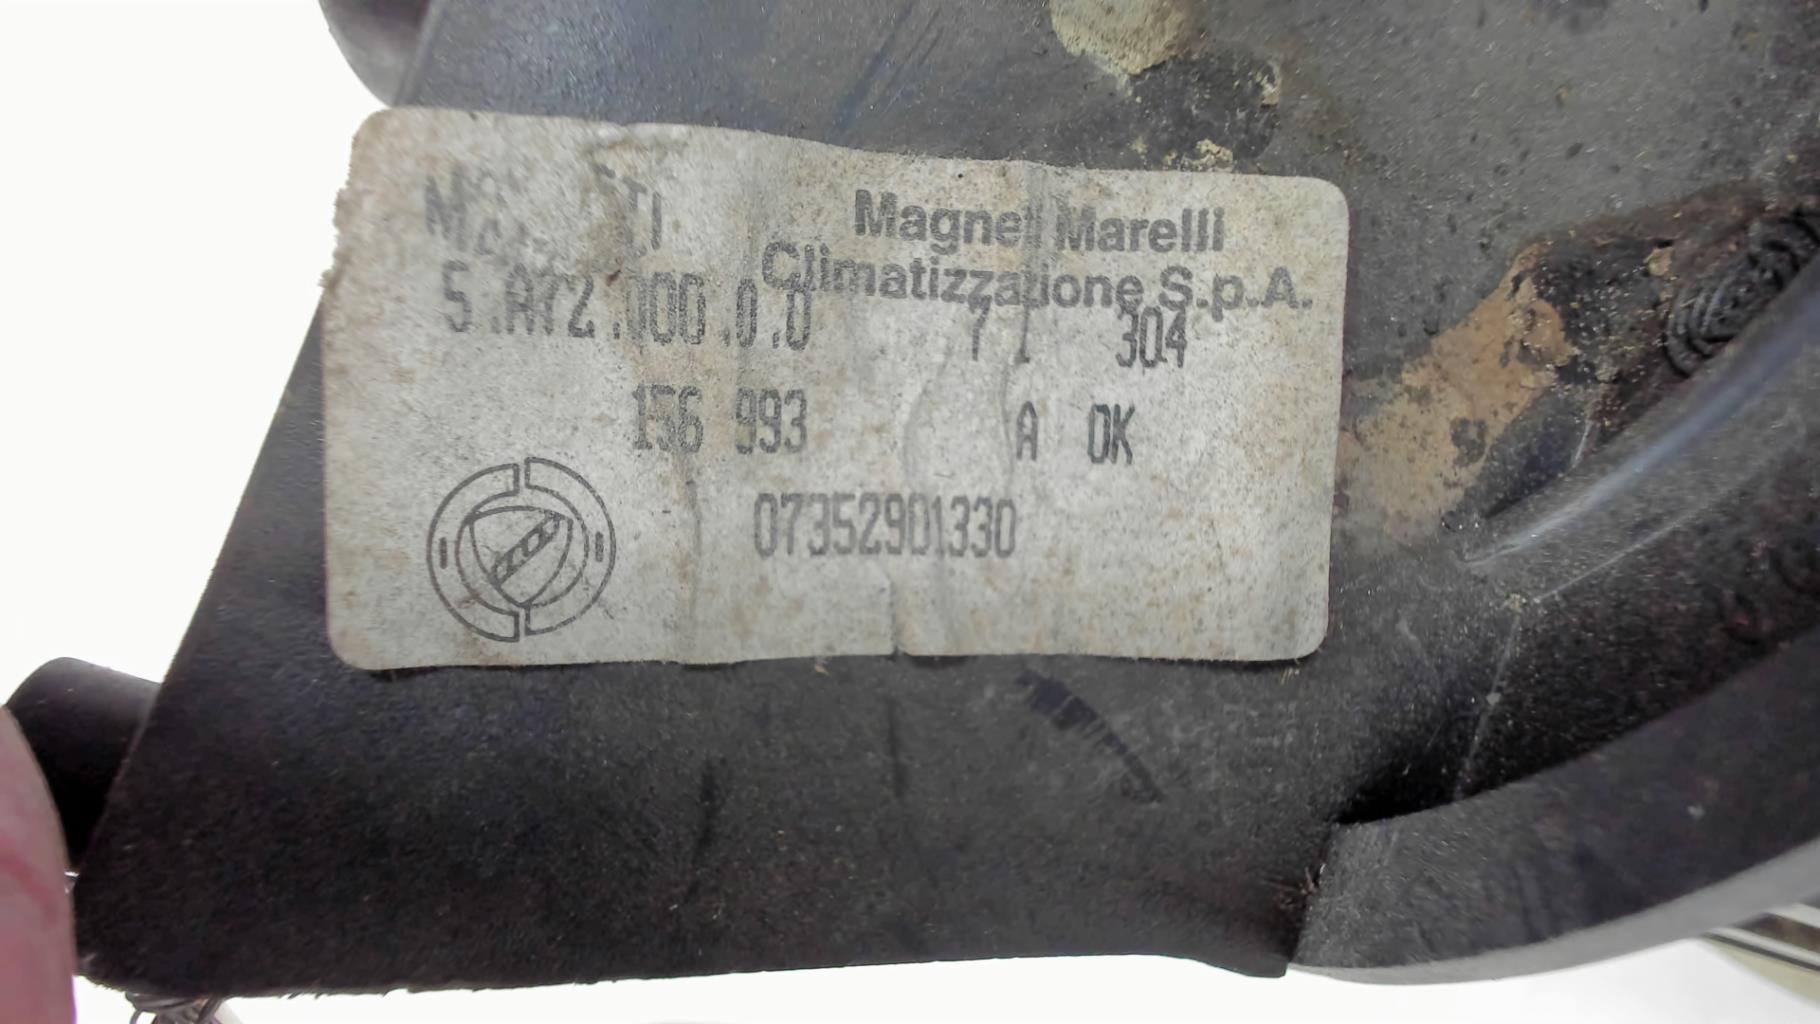 Magneti Marelli
Climatizzazione S.p.A.
5.A72.000.0.0 304
156 993 A OK
07352901330